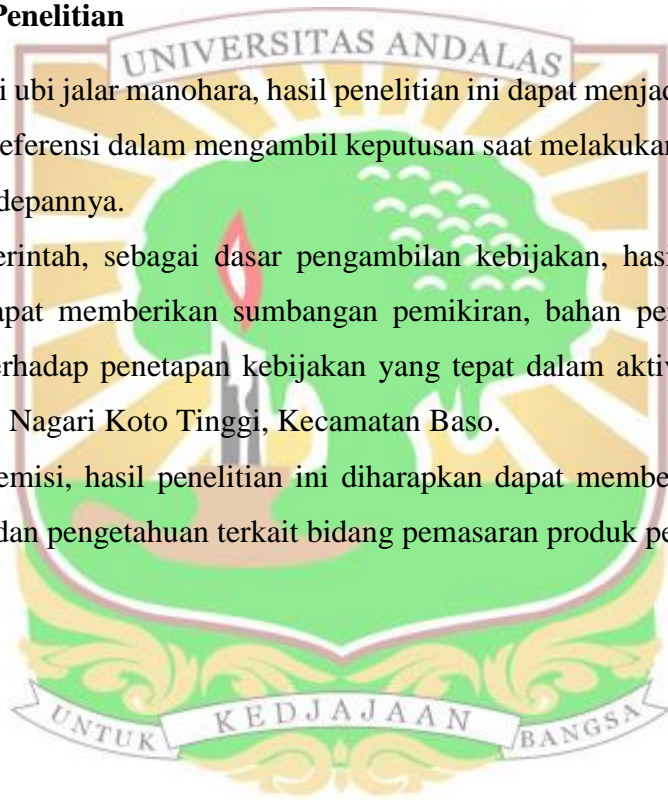 Penelitian
UNIVERSITAS ANDALAS
i ubi jalar manohara, hasil penelitian ini dapat menjad
eferensi dalam mengambil keputusan saat melakukan
depannya.
erintah, sebagai dasar pengambilan kebijakan, hasi
apat memberikan sumbangan pemikiran, bahan per
erhadap penetapan kebijakan yang tepat dalam aktiv
Nagari Koto Tinggi, Kecamatan Baso.
emisi, hasil penelitian ini diharapkan dapat membe
dan pengetahuan terkait bidang pemasaran produk pe
UNTUK KEDJAJAAN BANGSA